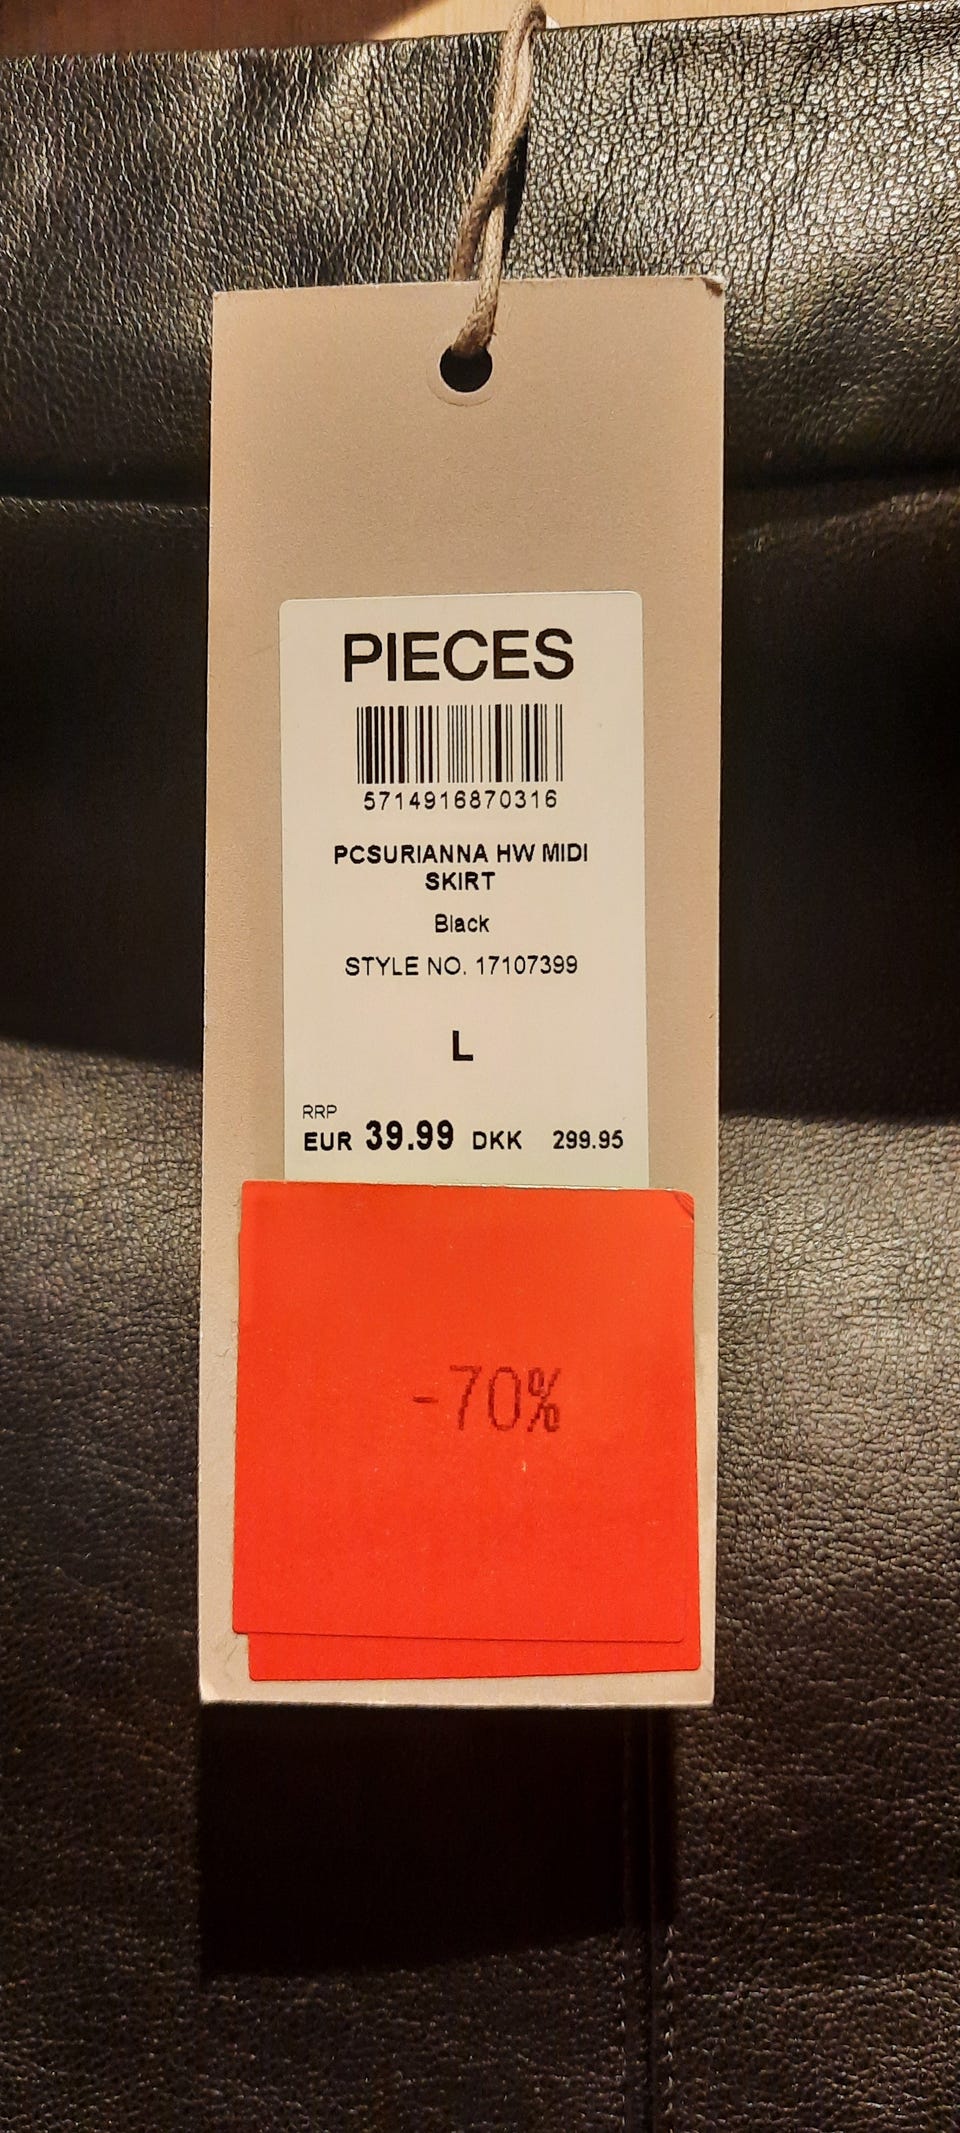 PIECES
5714916870316
PCSURIANNA HW MIDI
SKIRT
Black
STYLE NO. 17107399
L
RRP
EUR 39.99 DKK 299.95
-70%